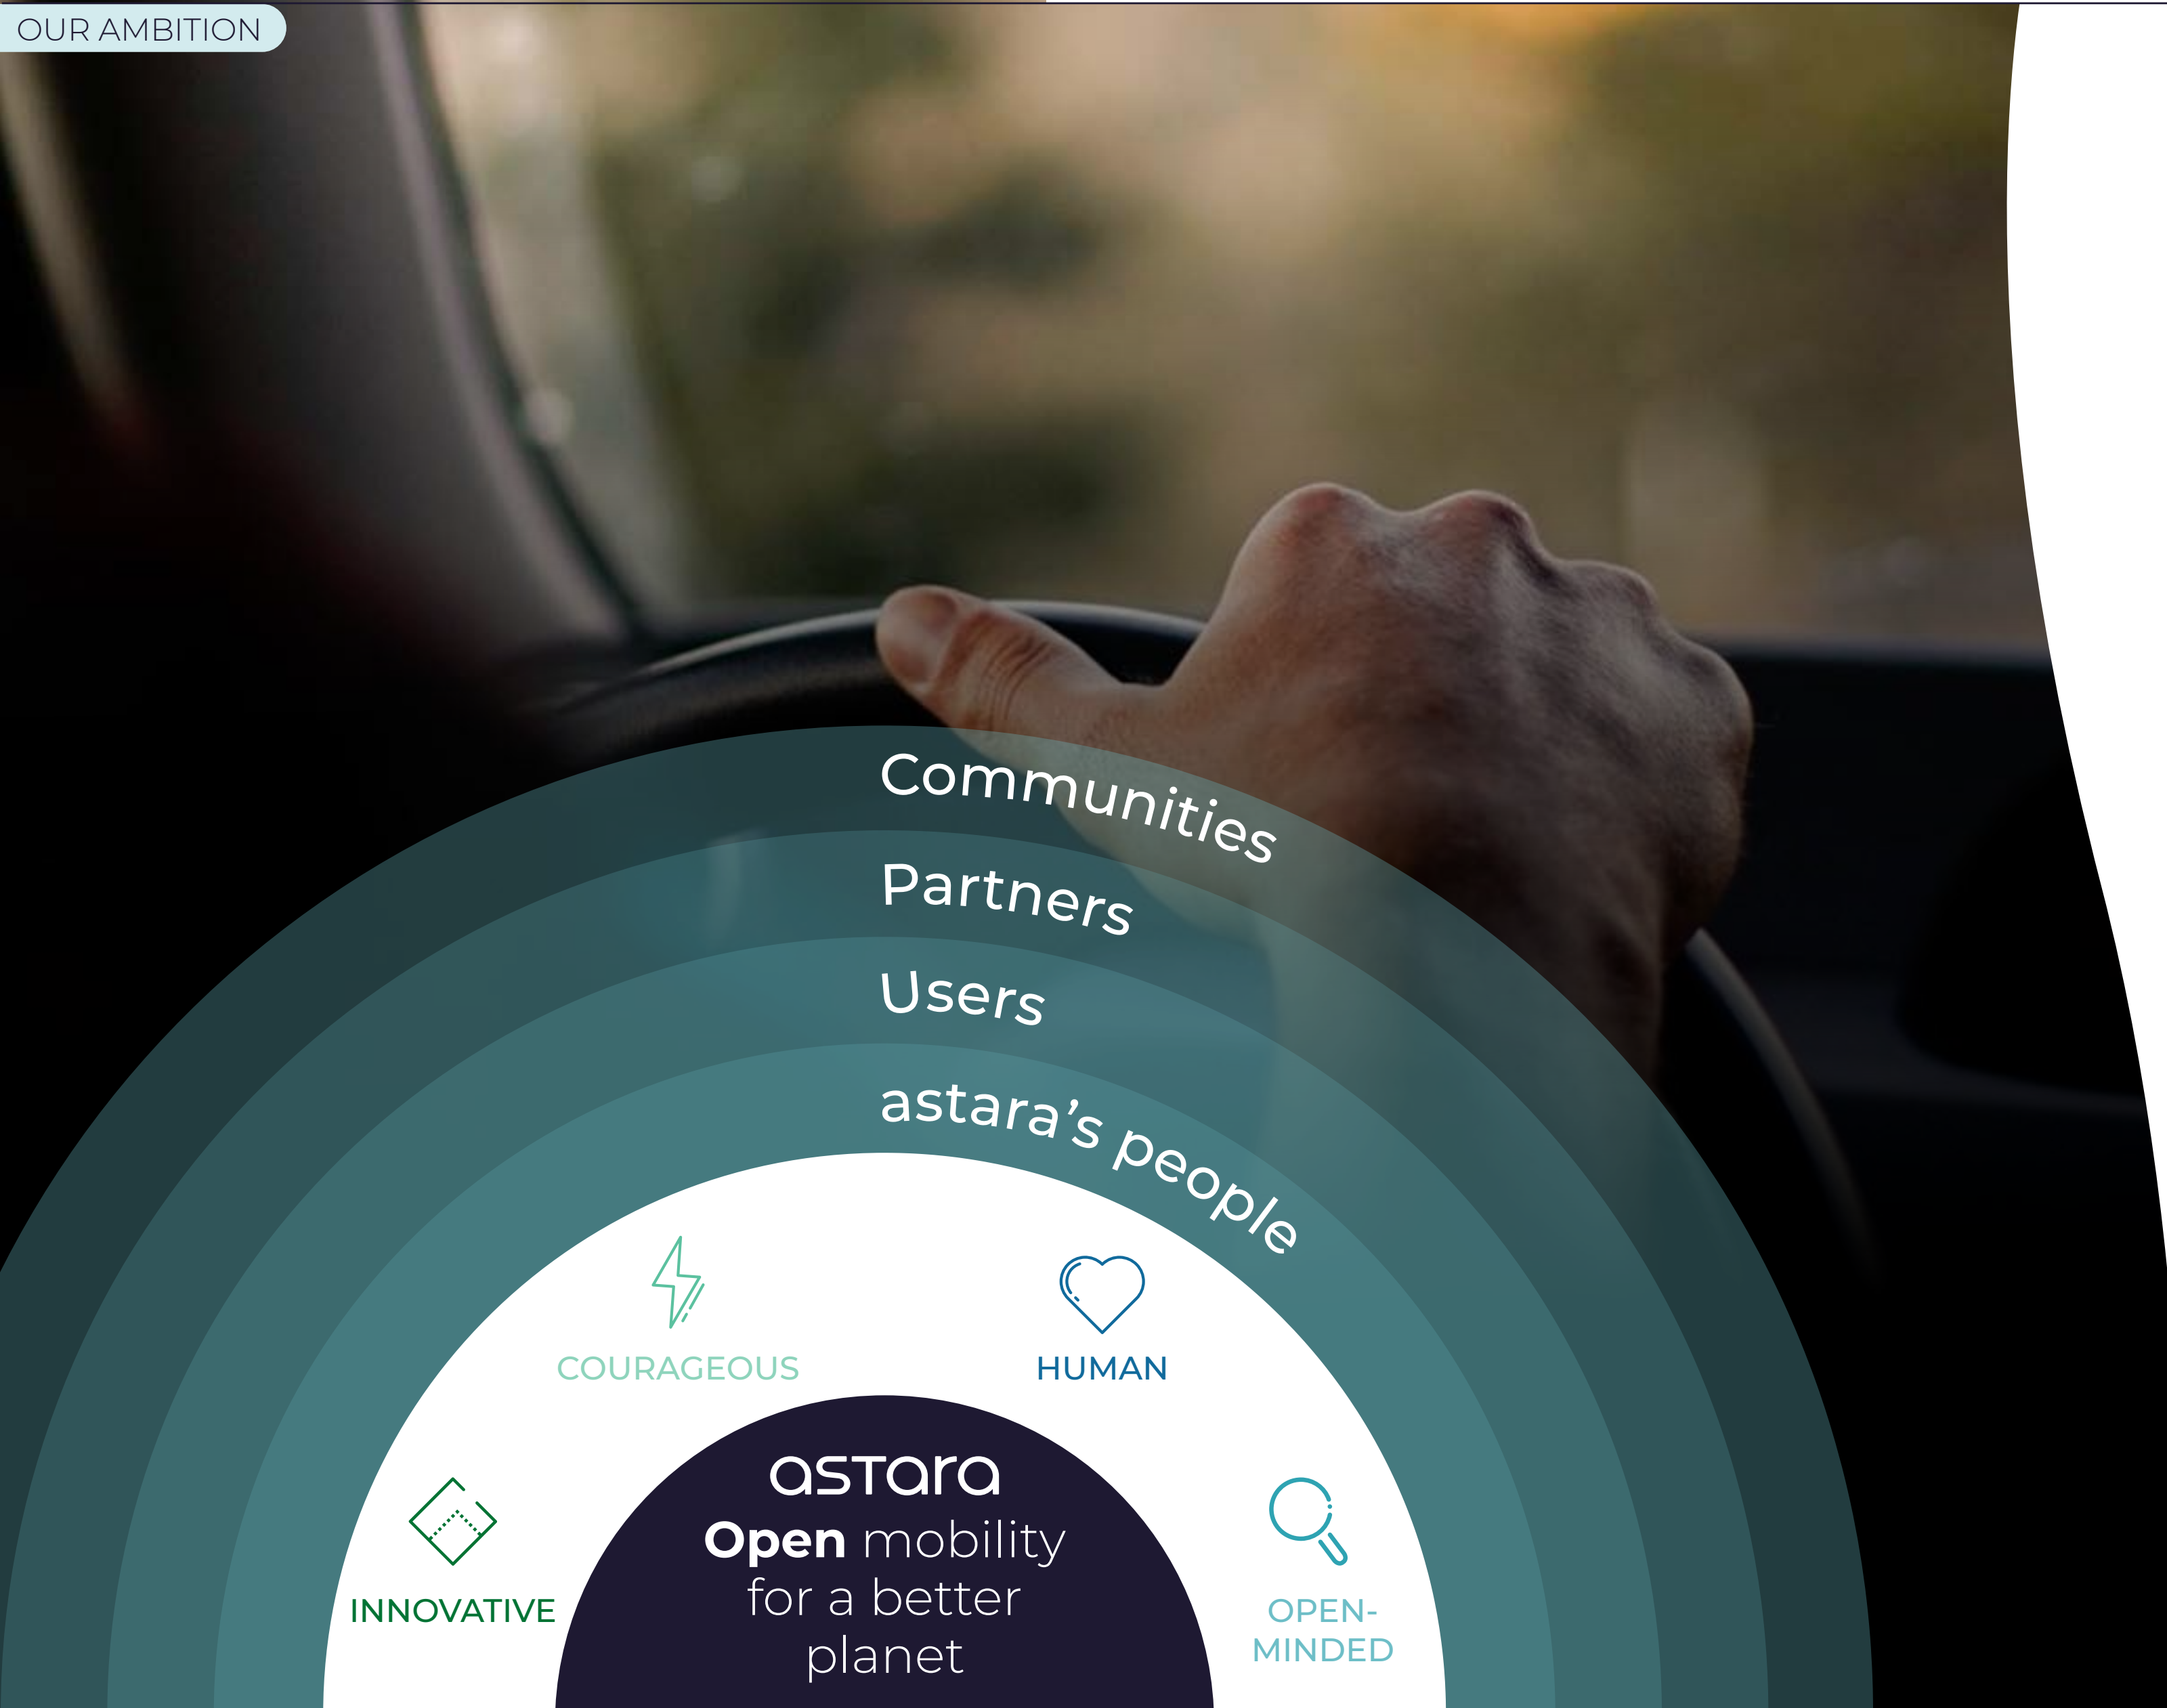 OUR AMBITION
Communities
Partners
Users
astara’s people
COURAGEOUS
HUMAN
INNOVATIVE
astara
Open mobility
for a better
planet
OPEN-
MINDED